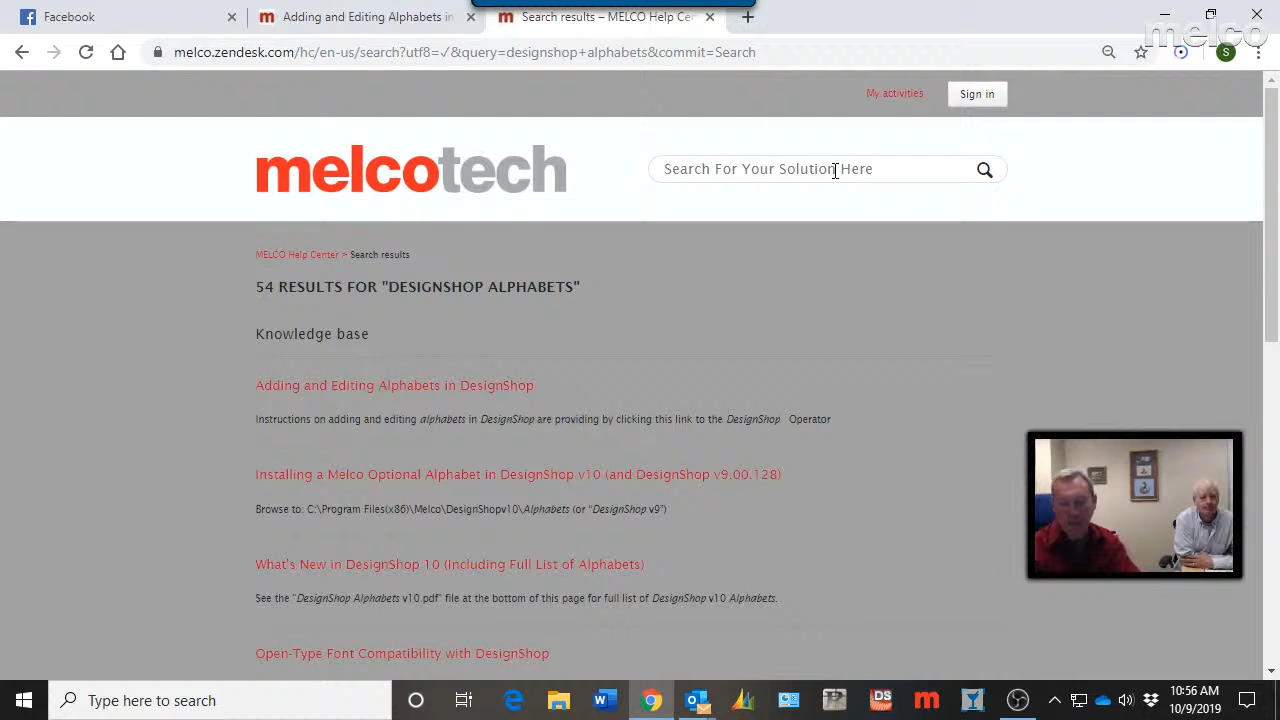 Facebook
Adding and Editing Alphabets in
Search results – MELCO Help Cen
melco
melco.zendesk.com/hc/en-us/search?utf8=✓&query=designshop+alphabets&commit=Search
S
My activities
Sign in
melcotech
Search For Your Solution Here
MELCO Help Center > Search results
54 RESULTS FOR "DESIGNSHOP ALPHABETS"
Knowledge base
Adding and Editing Alphabets in DesignShop
Instructions on adding and editing alphabets in DesignShop are providing by clicking this link to the DesignShop Operator
Installing a Melco Optional Alphabet in DesignShop v10 (and DesignShop v9.00.128)
Browse to: C:\Program Files(x86)\Melco\DesignShopv10\Alphabets (or “DesignShop v9”)
What's New in DesignShop 10 (Including Full List of Alphabets)
See the “DesignShop Alphabets v10.pdf” file at the bottom of this page for full list of DesignShop v10 Alphabets.
Open-Type Font Compatibility with DesignShop
Type here to search
DS
10:56 AM
10/9/2019